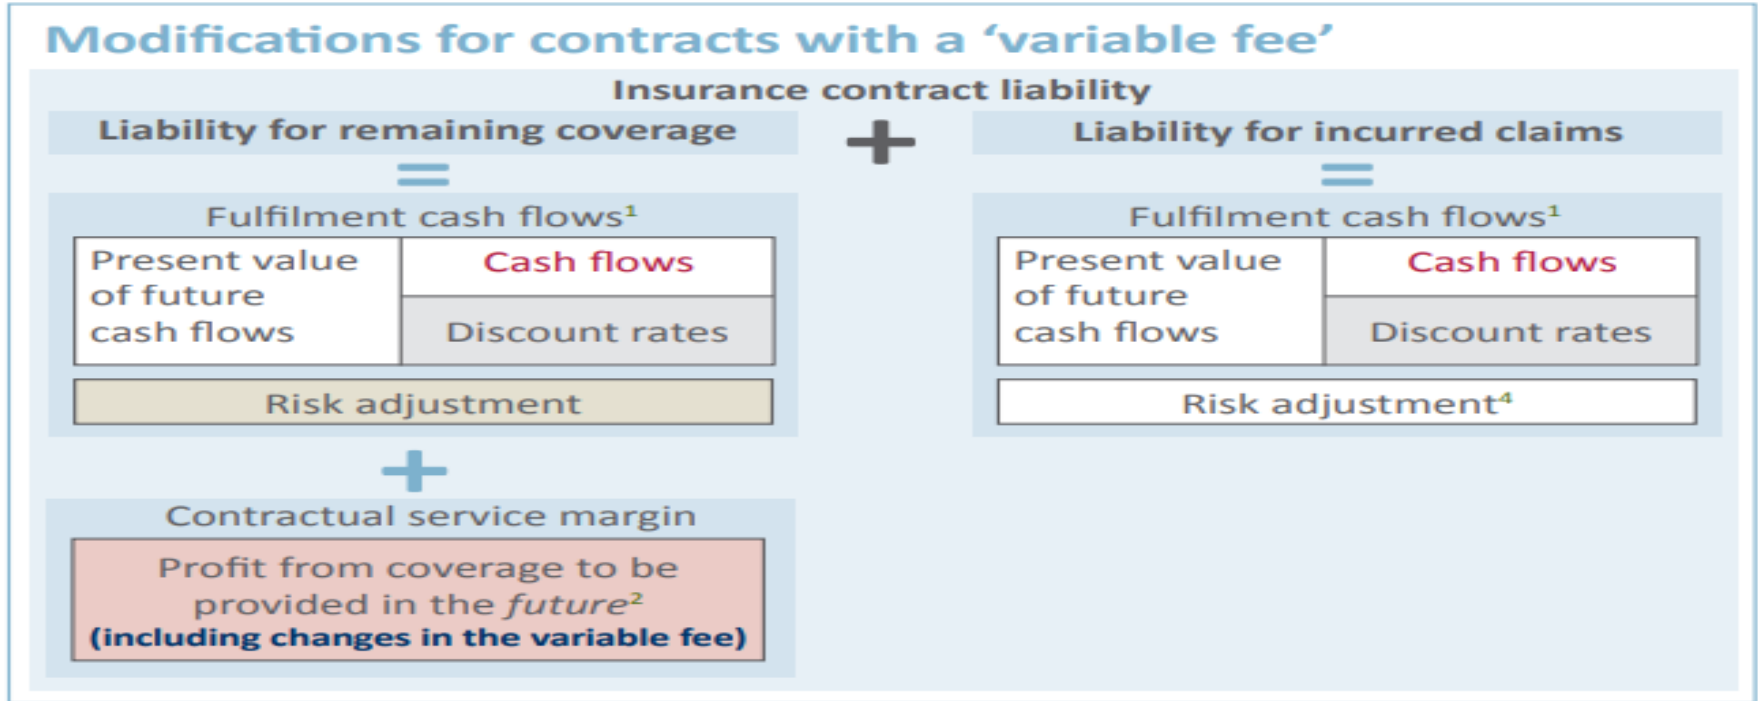 Modifications for contracts with a ‘variable fee’
Insurance contract liability
Liability for remaining coverage
+
Liability for incurred claims
=
=
Fulfilment cash flows¹
Present value
of future
cash flows
Cash flows
Discount rates
Risk adjustment
Fulfilment cash flows¹
Present value
of future
cash flows
Cash flows
Discount rates
Risk adjustment⁴
+
Contractual service margin
Profit from coverage to be
provided in the future²
(including changes in the variable fee)